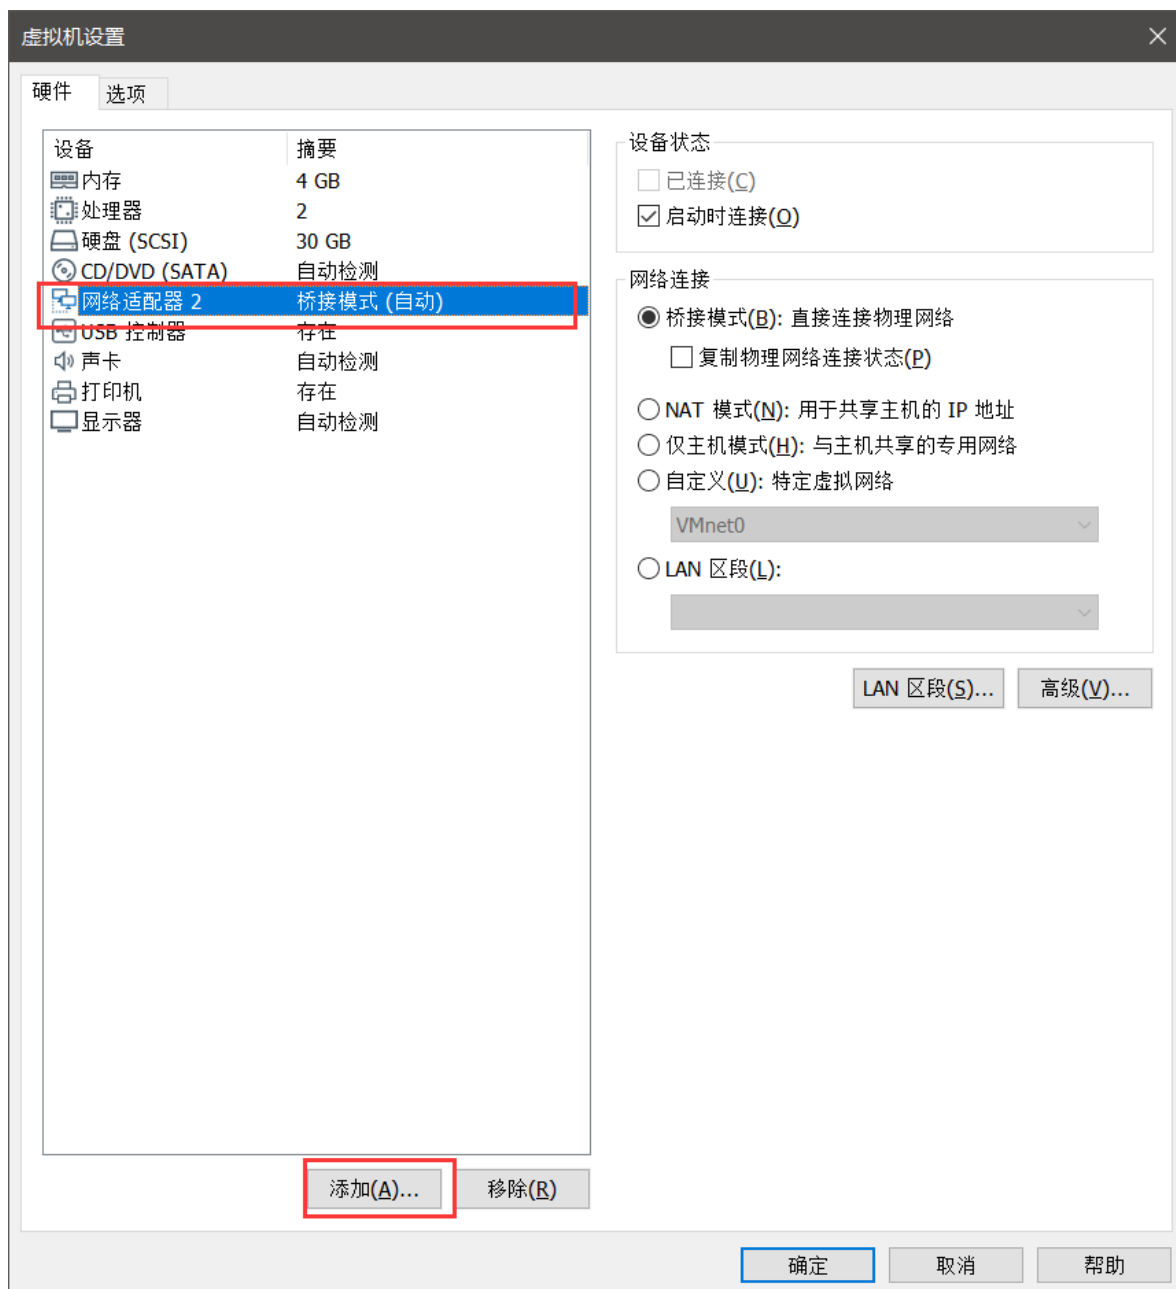 虚拟机设置
硬件 选项
设备 摘要
内存 4 GB
处理器 2
硬盘 (SCSI) 30 GB
CD/DVD (SATA) 自动检测
网络适配器 2 桥接模式 (自动)
USB 控制器 存在
声卡 自动检测
打印机 存在
显示器 自动检测
添加(A)... 移除(R)
设备状态
已连接(C)
启动时连接(O)
网络连接
桥接模式(B): 直接连接物理网络
复制物理网络连接状态(P)
NAT 模式(N): 用于共享主机的 IP 地址
仅主机模式(H): 与主机共享的专用网络
自定义(U): 特定虚拟网络
VMnet0
LAN 区段(L):
LAN 区段(S)... 高级(V)...
确定 取消 帮助